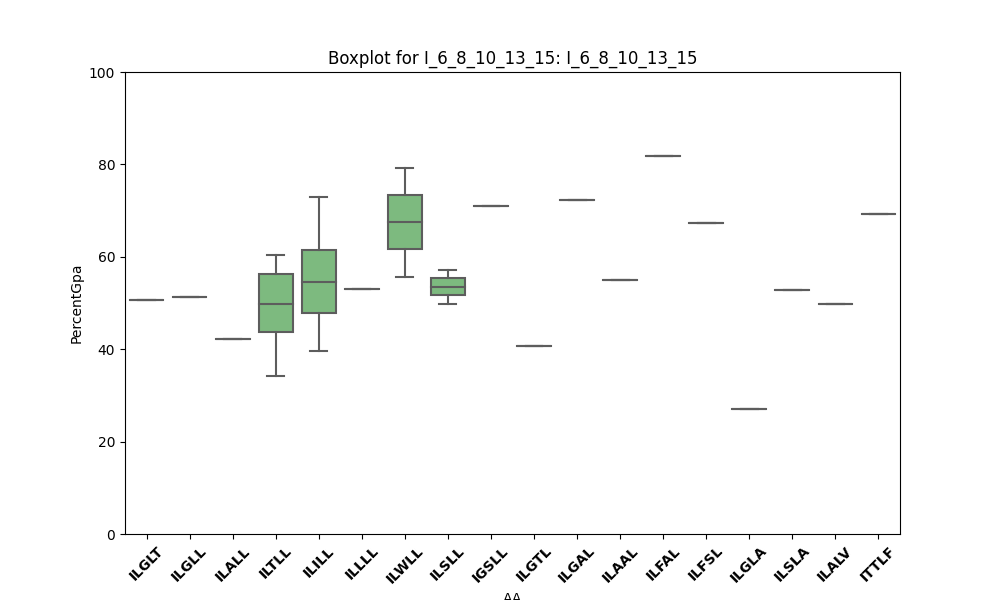 Boxplot for I_6_8_10_13_15: I_6_8_10_13_15
100
80
60
40
20
0
PercentGpa
ILGLT
ILGLL
ILALL
ILTLL
ILILL
ILLLL
ILWLL
ILSLL
IGSLL
ILGTL
ILGAL
ILAAL
ILFAL
ILFSL
ILGLA
ILSLA
ILALV
ITTLF
AA